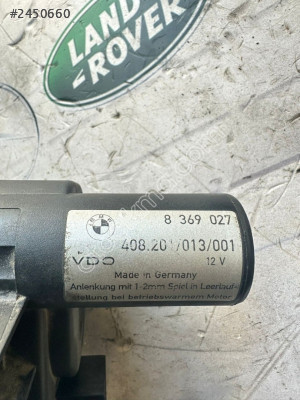 #2450660
LAND
ROVER
BMW
8 369 027
408.201/013/001
VDO 12 V
Made in Germany
Anlenkung mit 1-2mm Spiel in Leerlauf-
stellung bei betriebswarmem Motor